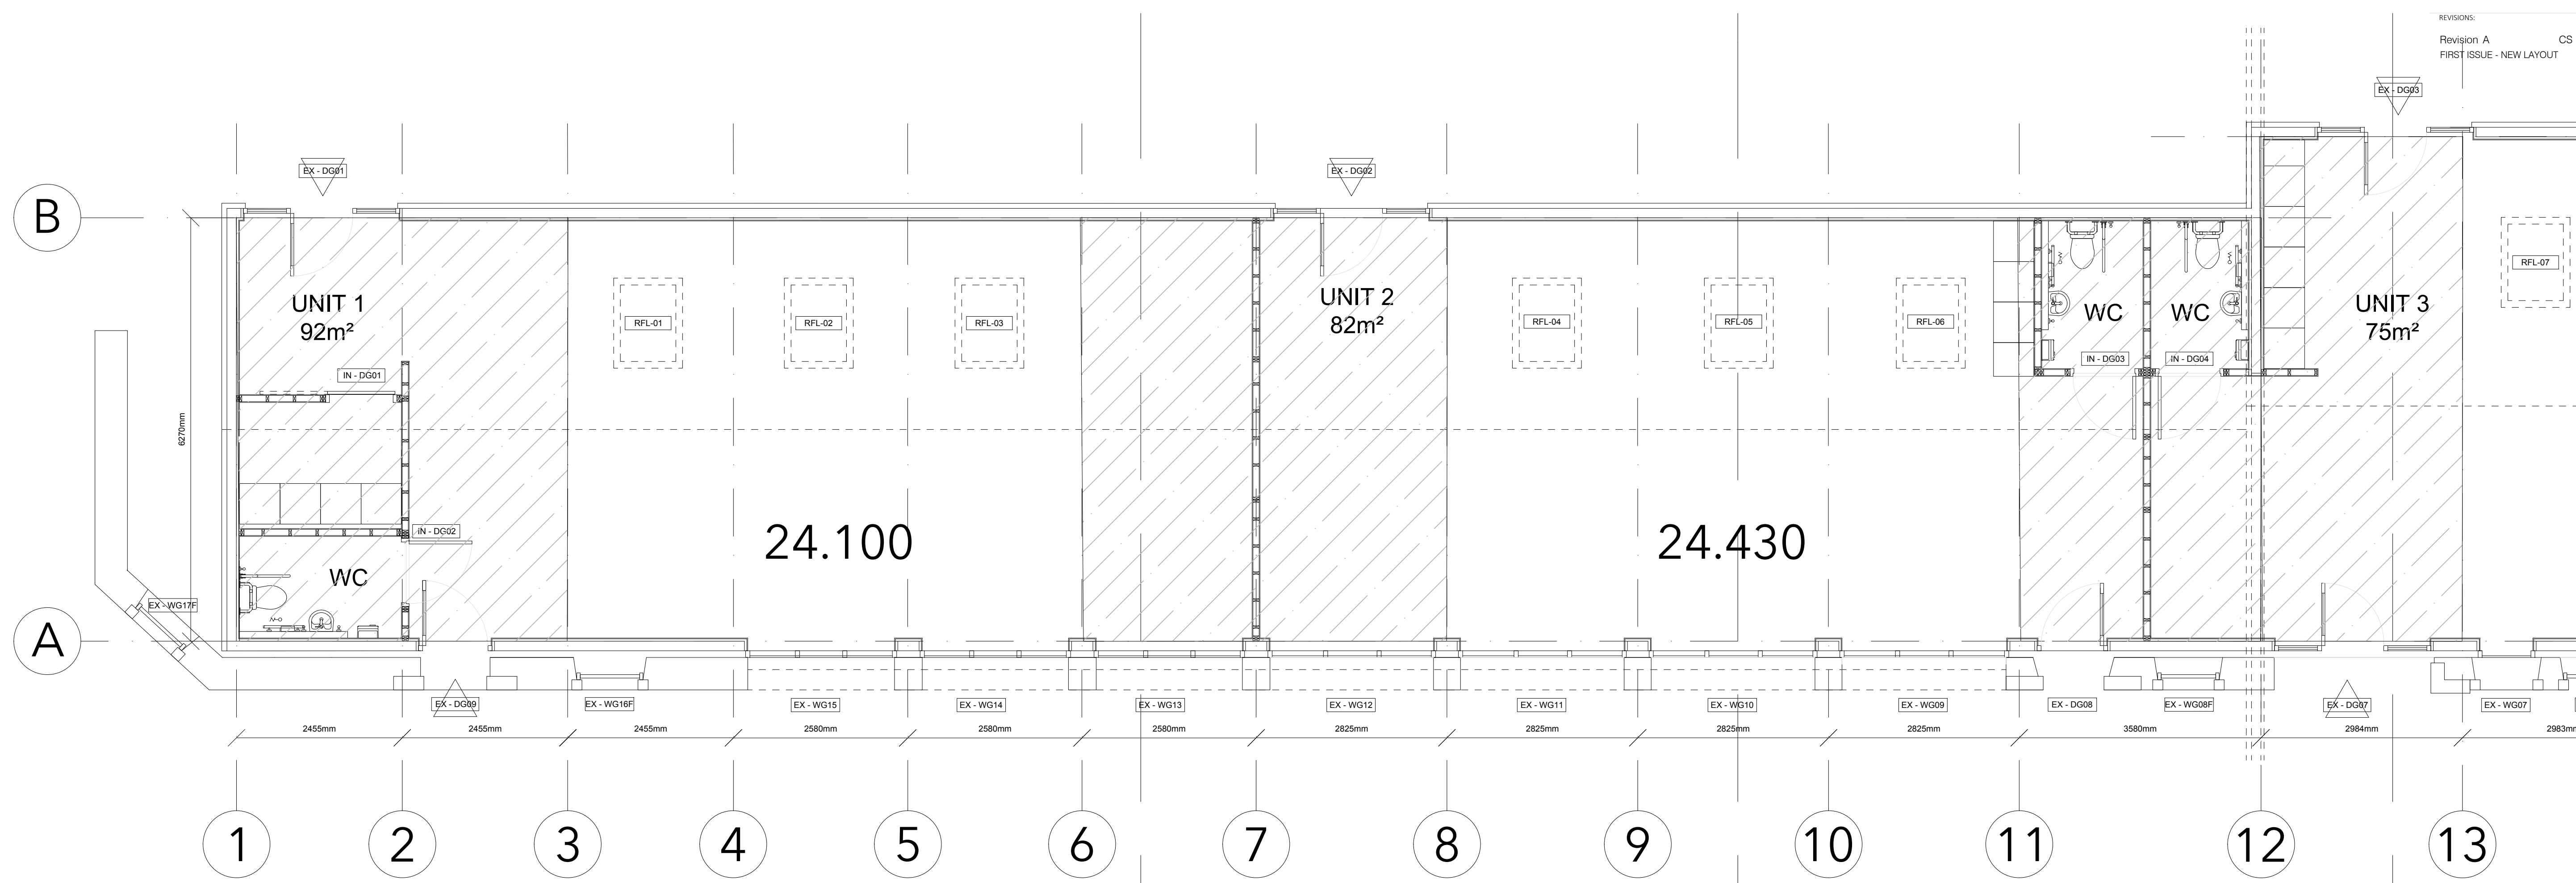 REVISIONS:
Revision A CS
FIRST ISSUE - NEW LAYOUT
EX - DG03
EX - DG01
EX - DG02
B
RFL-07
UNIT 1
92m²
UNIT 2
82m²
UNIT 3
75m²
RFL-01
RFL-02
RFL-03
RFL-04
RFL-05
RFL-06
WC
WC
IN - DG01
IN - DG03
IN - DG04
6270mm
IN - DG02
24.100
24.430
WC
EX - WG17F
A
EX - DG09
EX - WG16F
EX - WG15
EX - WG14
EX - WG13
EX - WG12
EX - WG11
EX - WG10
EX - WG09
EX - DG08
EX - WG08F
EX - DG07
EX - WG07
2455mm
2455mm
2455mm
2580mm
2580mm
2580mm
2825mm
2825mm
2825mm
2825mm
3580mm
2984mm
2983mm
1
2
3
4
5
6
7
8
9
10
11
12
13